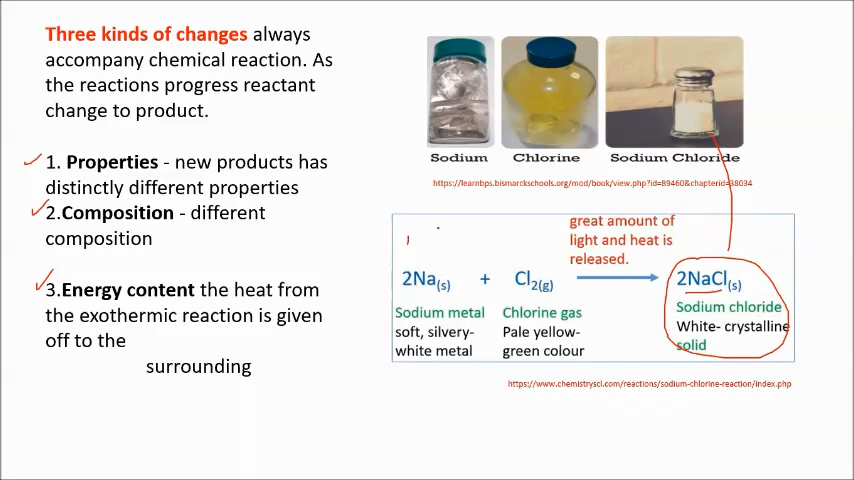 Three kinds of changes always
accompany chemical reaction. As
the reactions progress reactant
change to product.
1. Properties - new products has
distinctly different properties
2.Composition - different
composition
3.Energy content the heat from
the exothermic reaction is given
off to the
surrounding
Sodium
Chlorine
Sodium Chloride
https://learnbps.bismarckschools.org/mod/book/view.php?id=89460&chapterid=38034
great amount of
light and heat is
released.
2Na(s) + Cl2(g) 2NaCl(s)
Sodium metal
soft, silvery-
white metal
Chlorine gas
Pale yellow-
green colour
Sodium chloride
White- crystalline
solid
https://www.chemistryscl.com/reactions/sodium-chlorine-reaction/index.php